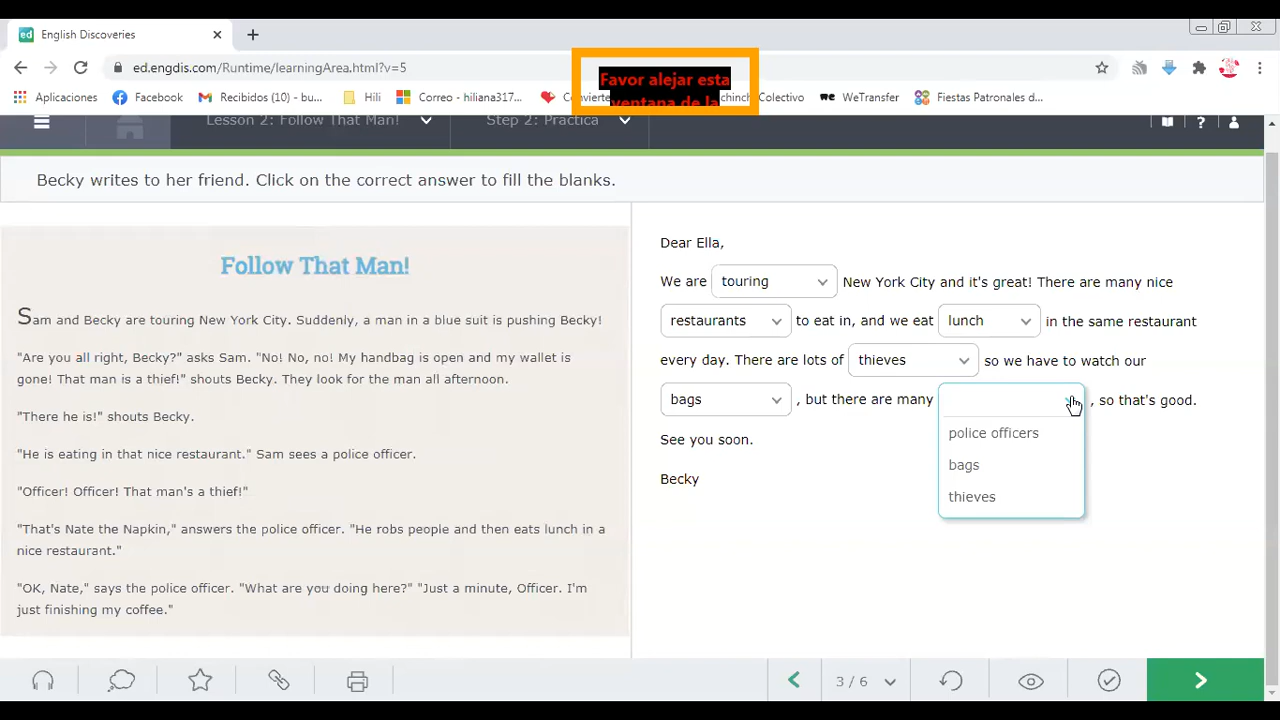 English Discoveries
ed.engdis.com/Runtime/learningArea.html?v=5
Favor alejar esta
ventana de la
Aplicaciones Facebook Recibidos (10) - bu... Hili Correo - hiliana317... Convierte chinch Colectivo WeTransfer Fiestas Patronales d...
Lesson 2: Follow That Man! Step 2: Practica
Becky writes to her friend. Click on the correct answer to fill the blanks.
Follow That Man!
Sam and Becky are touring New York City. Suddenly, a man in a blue suit is pushing Becky!
"Are you all right, Becky?" asks Sam. "No! No, no! My handbag is open and my wallet is
gone! That man is a thief!" shouts Becky. They look for the man all afternoon.
"There he is!" shouts Becky.
"He is eating in that nice restaurant." Sam sees a police officer.
"Officer! Officer! That man's a thief!"
"That's Nate the Napkin," answers the police officer. "He robs people and then eats lunch in a
nice restaurant."
"OK, Nate," says the police officer. "What are you doing here?" "Just a minute, Officer. I'm
just finishing my coffee."
Dear Ella,
We are touring New York City and it's great! There are many nice
restaurants to eat in, and we eat lunch in the same restaurant
every day. There are lots of thieves so we have to watch our
bags , but there are many , so that's good.
police officers
bags
thieves
See you soon.
Becky
3 / 6